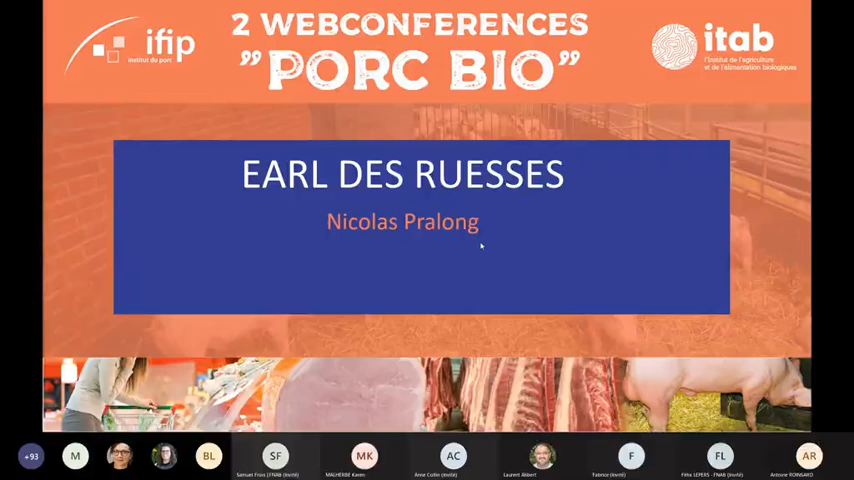 ifip
institut du porc
2 WEBCONFERENCES
"PORC BIO"
itab
l'Institut de l'agriculture
et de l'alimentation biologiques
EARL DES RUESSES
Nicolas Pralong
+93
M
BL
SF
MK
AC
F
FL
AR
Samuel Frois | FNAB (Invité)
MALHERBE Karen
Anne Collin (Invité)
Laurent Alibert
Fabrice (Invité)
Félix LEPERS - FNAB (Invité)
Antoine ROINSARD